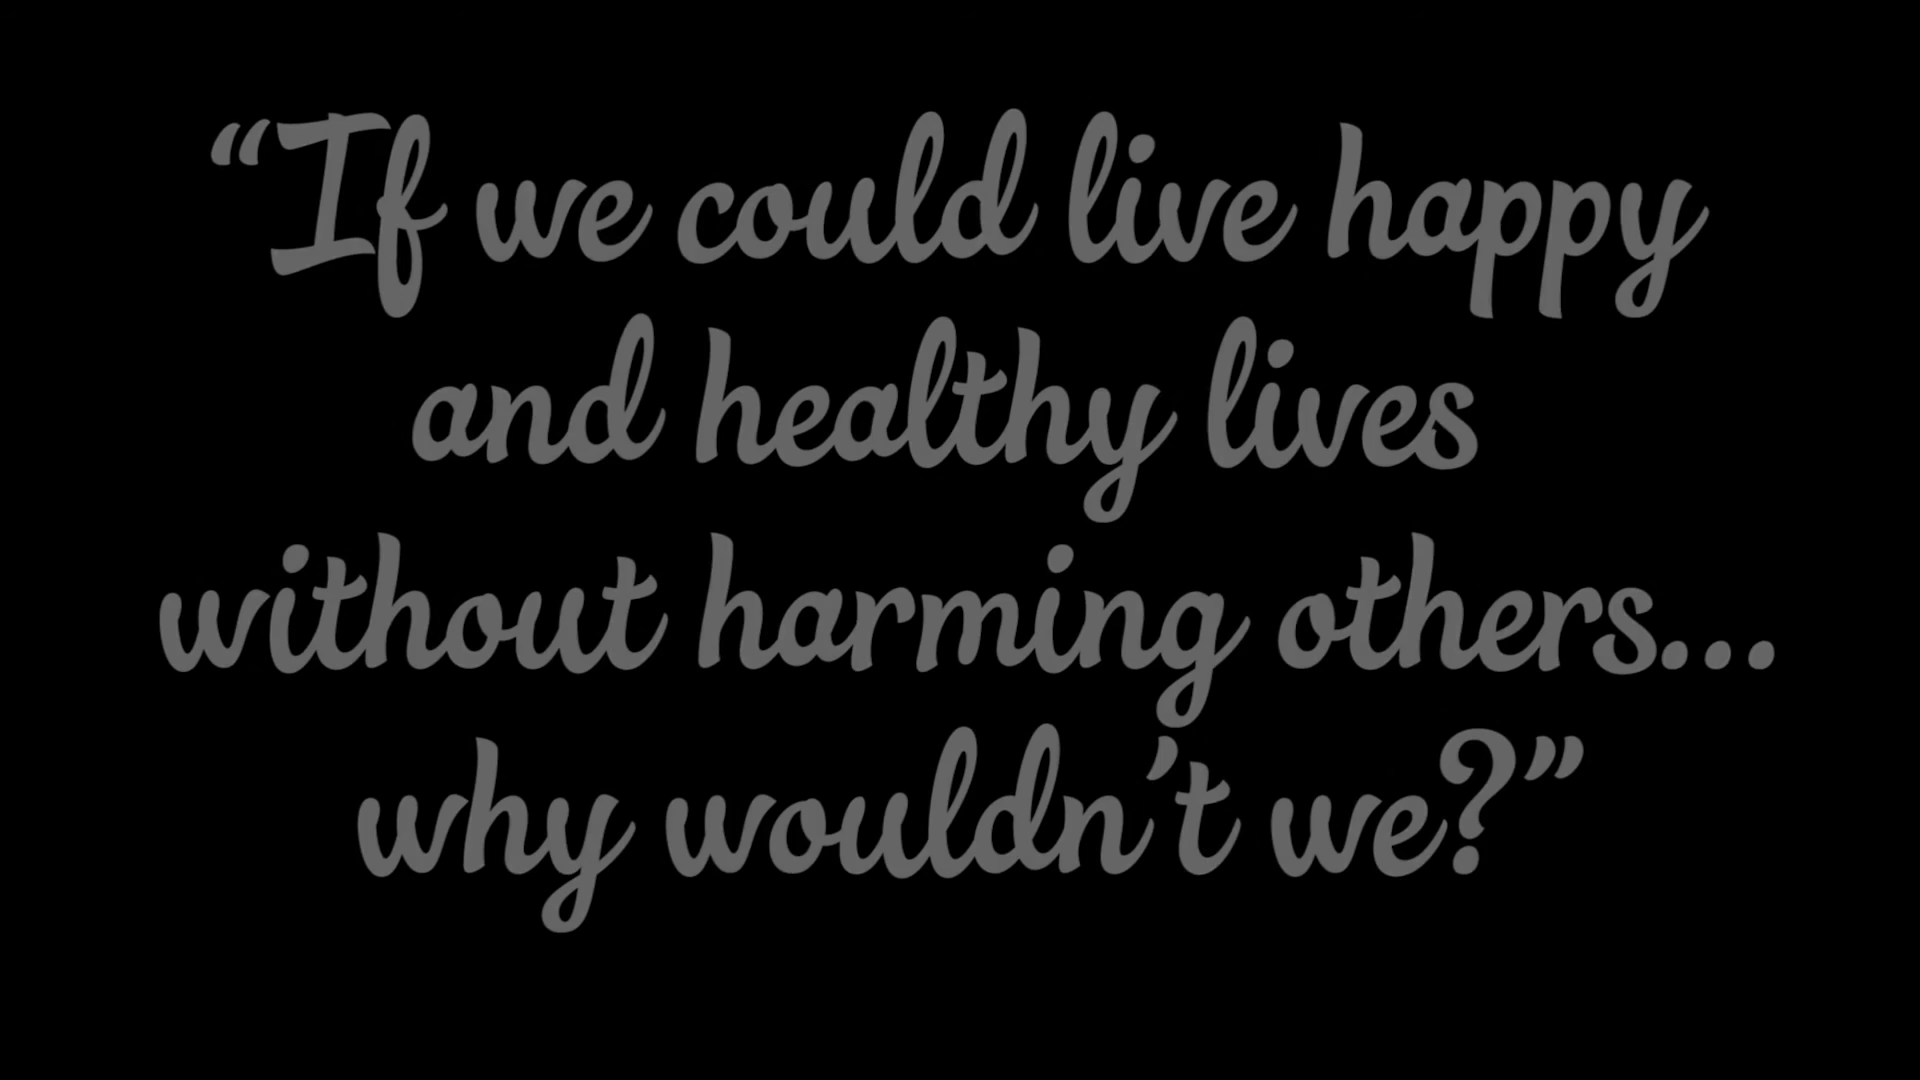 “If we could live happy
and healthy lives
without harming others...
why wouldn’t we?”